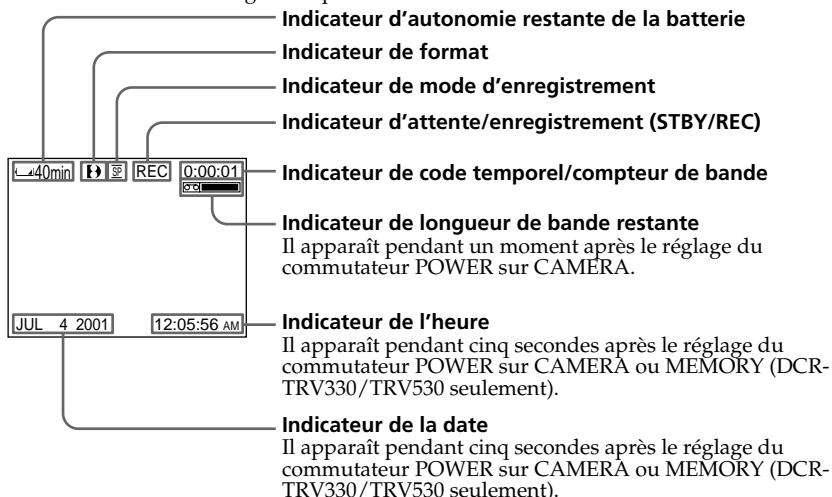 Indicateur d’autonomie restante de la batterie
Indicateur de format
Indicateur de mode d’enregistrement
Indicateur d’attente/enregistrement (STBY/REC)
40min SP REC 0:00:01
Indicateur de code temporel/compteur de bande
Indicateur de longueur de bande restante
Il apparaît pendant un moment après le réglage du
commutateur POWER sur CAMERA.
JUL 4 2001 12:05:56 AM
Indicateur de l’heure
Il apparaît pendant cinq secondes après le réglage du
commutateur POWER sur CAMERA ou MEMORY (DCR-
TRV330/TRV530 seulement).
Indicateur de la date
Il apparaît pendant cinq secondes après le réglage du
commutateur POWER sur CAMERA ou MEMORY (DCR-
TRV330/TRV530 seulement).